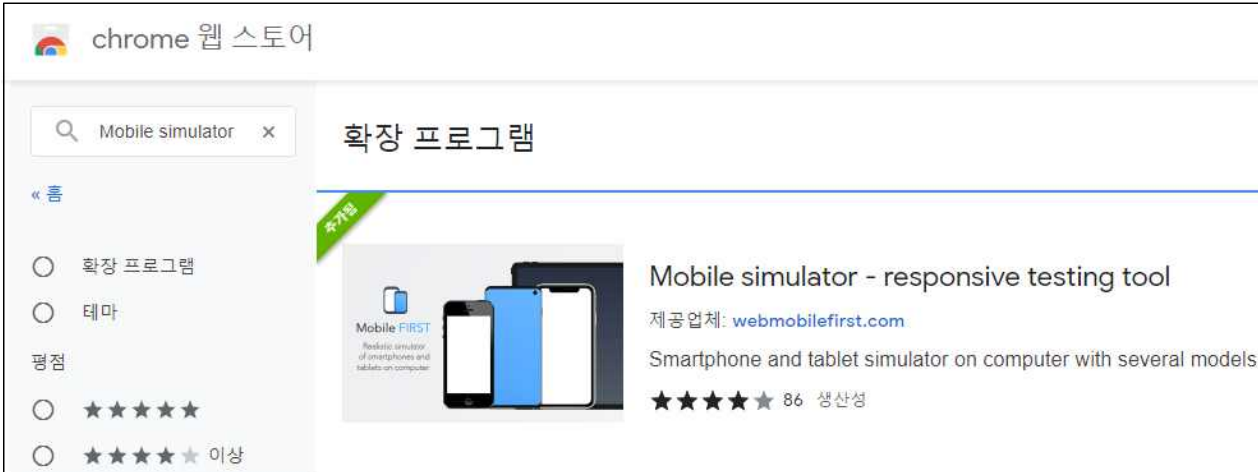 chrome 웹 스토어
Mobile simulator ×
« 홈
확장 프로그램
테마
평점
이상
확장 프로그램
추가됨
Mobile FIRST
Realistic simulator
of smartphones and
tablets on computer
Mobile simulator - responsive testing tool
제공업체: webmobilefirst.com
Smartphone and tablet simulator on computer with several models
86 생산성